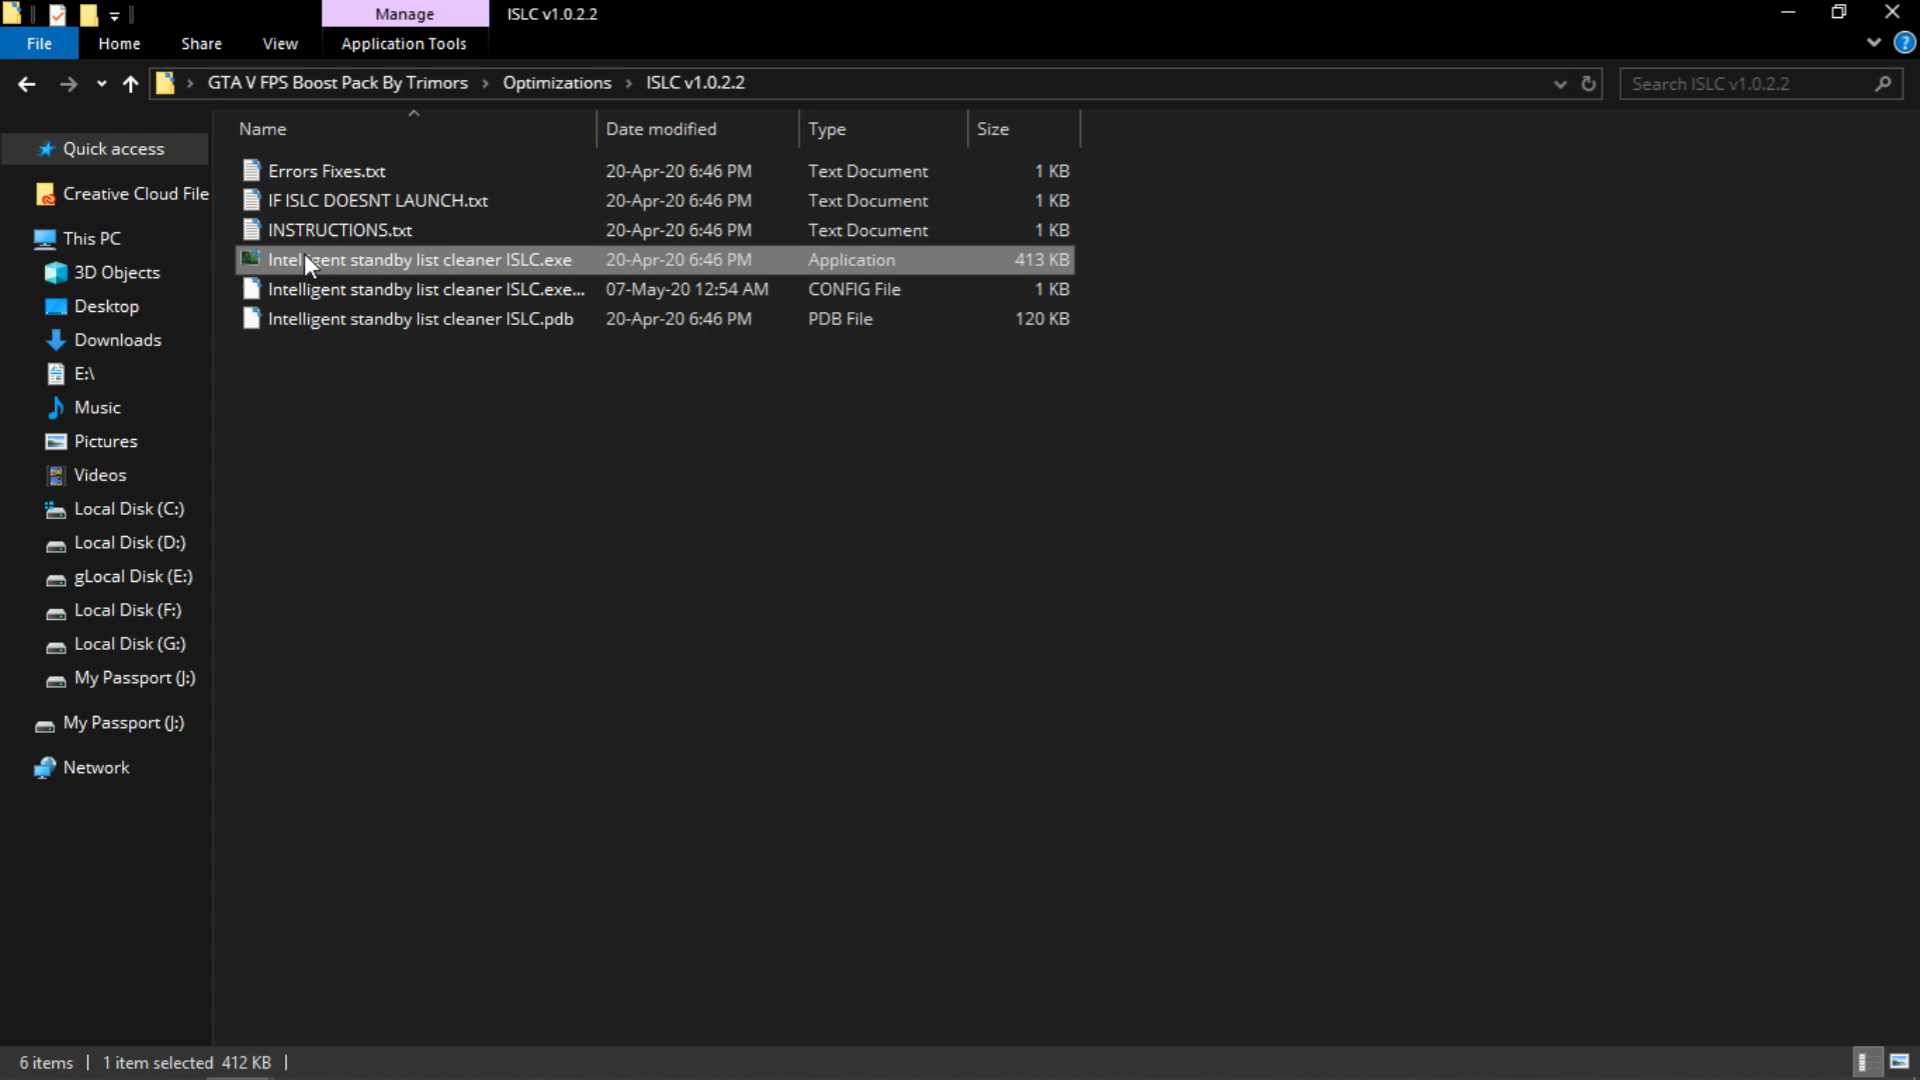 Manage
ISLC v1.0.2.2
File
Home
Share
View
Application Tools
GTA V FPS Boost Pack By Trimors > Optimizations > ISLC v1.0.2.2
Search ISLC v1.0.2.2
Name
Date modified
Type
Size
Errors Fixes.txt 20-Apr-20 6:46 PM Text Document 1 KB
IF ISLC DOESNT LAUNCH.txt 20-Apr-20 6:46 PM Text Document 1 KB
INSTRUCTIONS.txt 20-Apr-20 6:46 PM Text Document 1 KB
Intelligent standby list cleaner ISLC.exe 20-Apr-20 6:46 PM Application 413 KB
Intelligent standby list cleaner ISLC.exe... 07-May-20 12:54 AM CONFIG File 1 KB
Intelligent standby list cleaner ISLC.pdb 20-Apr-20 6:46 PM PDB File 120 KB
Quick access
Creative Cloud File
This PC
3D Objects
Desktop
Downloads
E:\
Music
Pictures
Videos
Local Disk (C:)
Local Disk (D:)
gLocal Disk (E:)
Local Disk (F:)
Local Disk (G:)
My Passport (J:)
My Passport (J:)
Network
6 items | 1 item selected 412 KB |